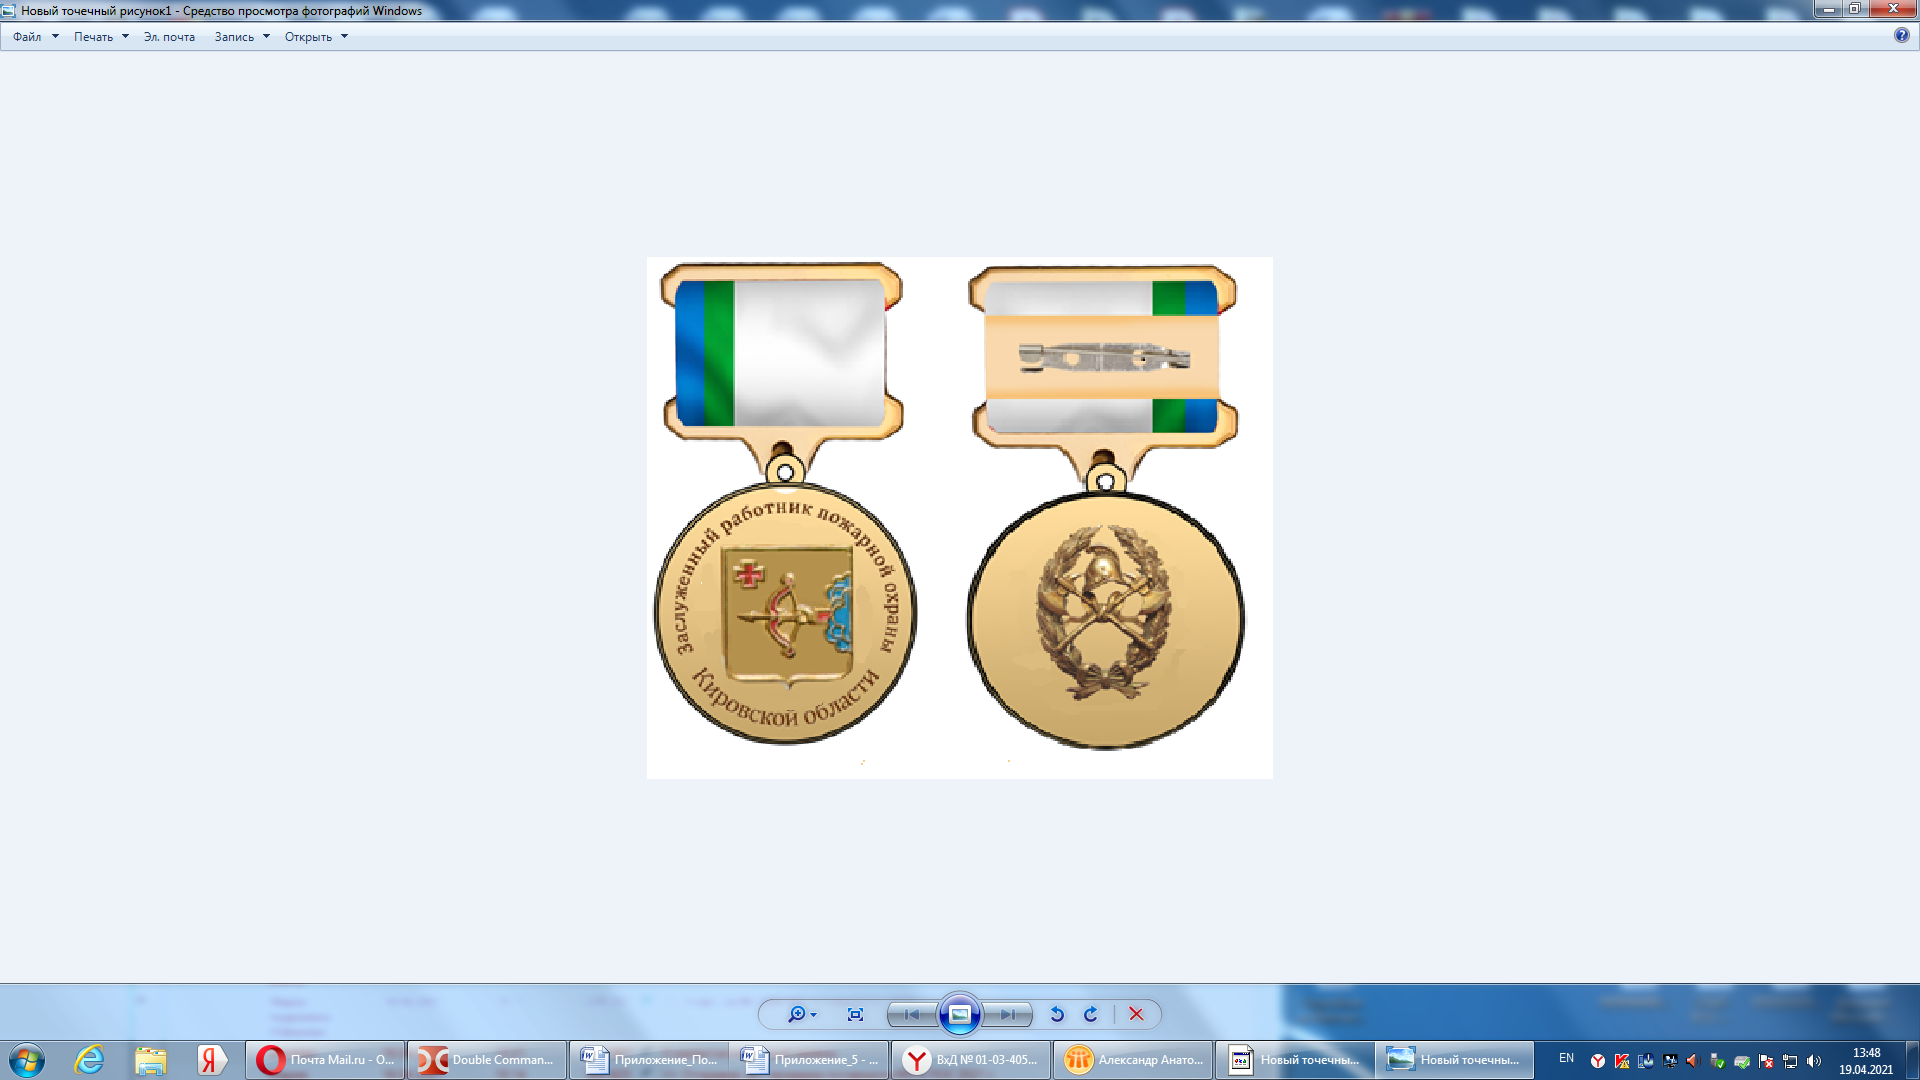 Новый точечный рисунок1 - Средство просмотра фотографий Windows
Файл Печать Эл. почта Запись Открыть
Заслуженный работник пожарной охраны
Кировской области
Почта Mail.ru - О...
Double Comman...
Приложение_По...
Приложение_5 - ...
ВхД № 01-03-405...
Александр Анато...
Новый точечны...
Новый точечны...
EN
13:48
19.04.2021